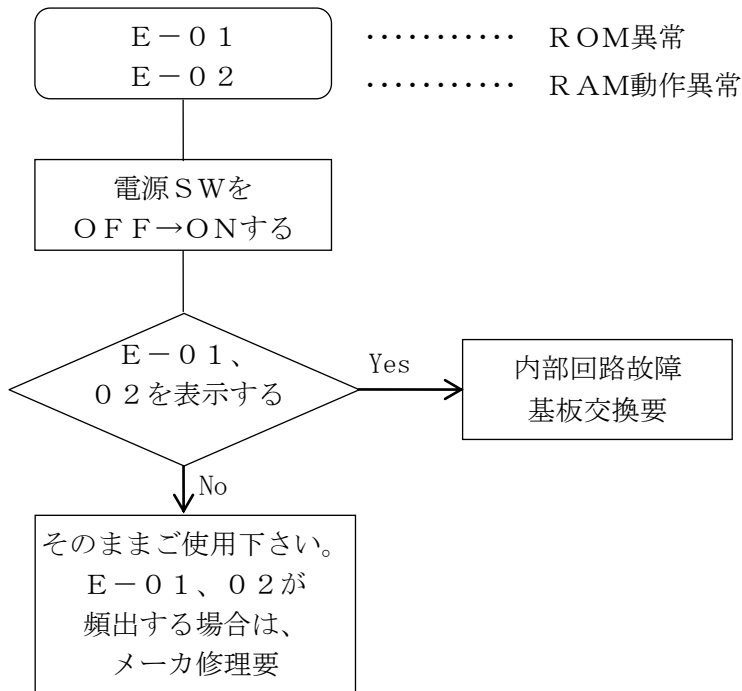 E-01 ・・・・・・・・・・・ ROM異常
E-02 ・・・・・・・・・・・ RAM動作異常
電源SWを
OFF→ONする
E-01、
02を表示する
Yes
内部回路故障
基板交換要
No
そのままご使用下さい。
E-01、02が
頻出する場合は、
メーカ修理要